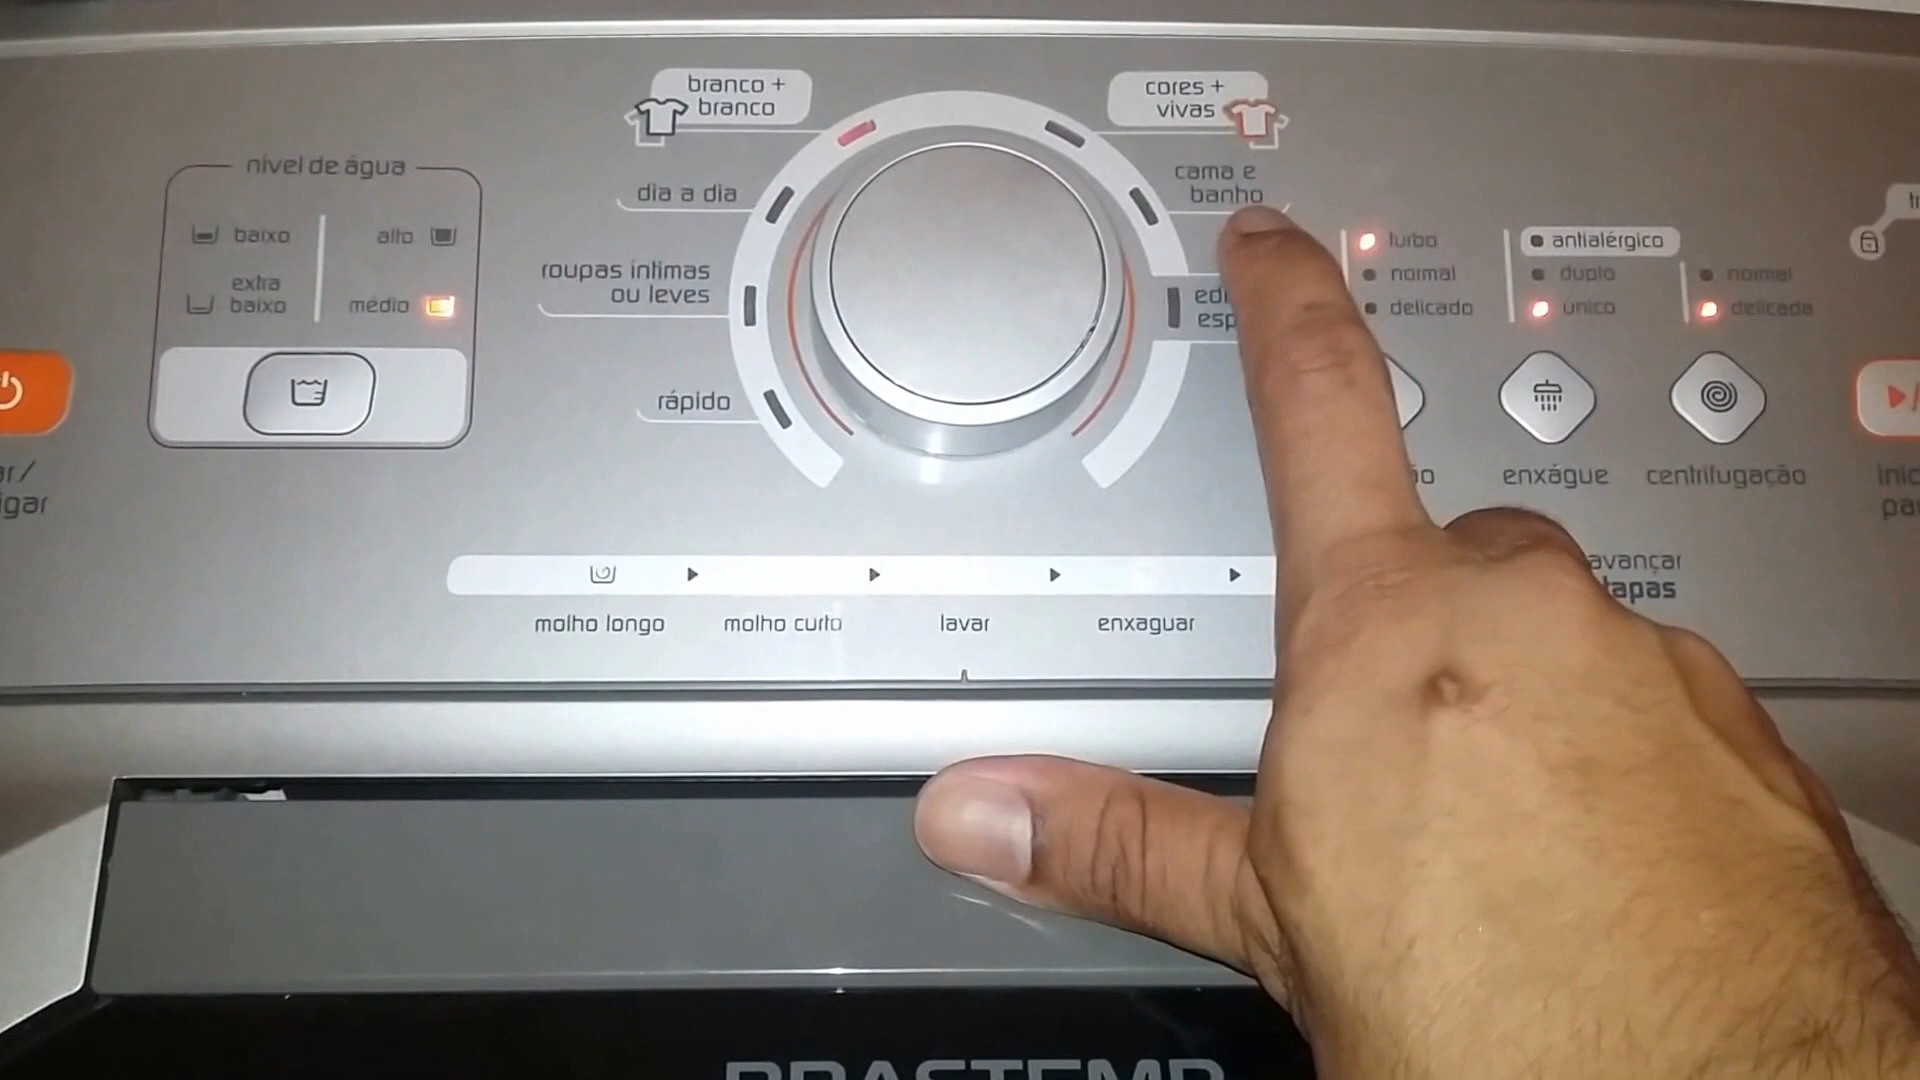 branco +
branco
cores +
vivas
cama e
banho
dia a dia
roupas íntimas
ou leves
rápido
nível de água
baixo
alto
extra
baixo
médio
turbo
normal
delicado
antialérgico
duplo
único
normal
delicada
enxágue
centrifugação
avançar
molho longo
molho curto
lavar
enxaguar
BRASTEMP